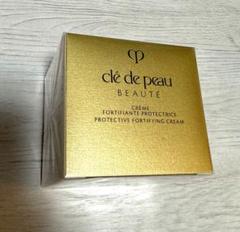 clé de peau
BEAUTÉ
CRÈME
FORTIFIANTE PROTECTRICE
PROTECTIVE FORTIFYING CREAM